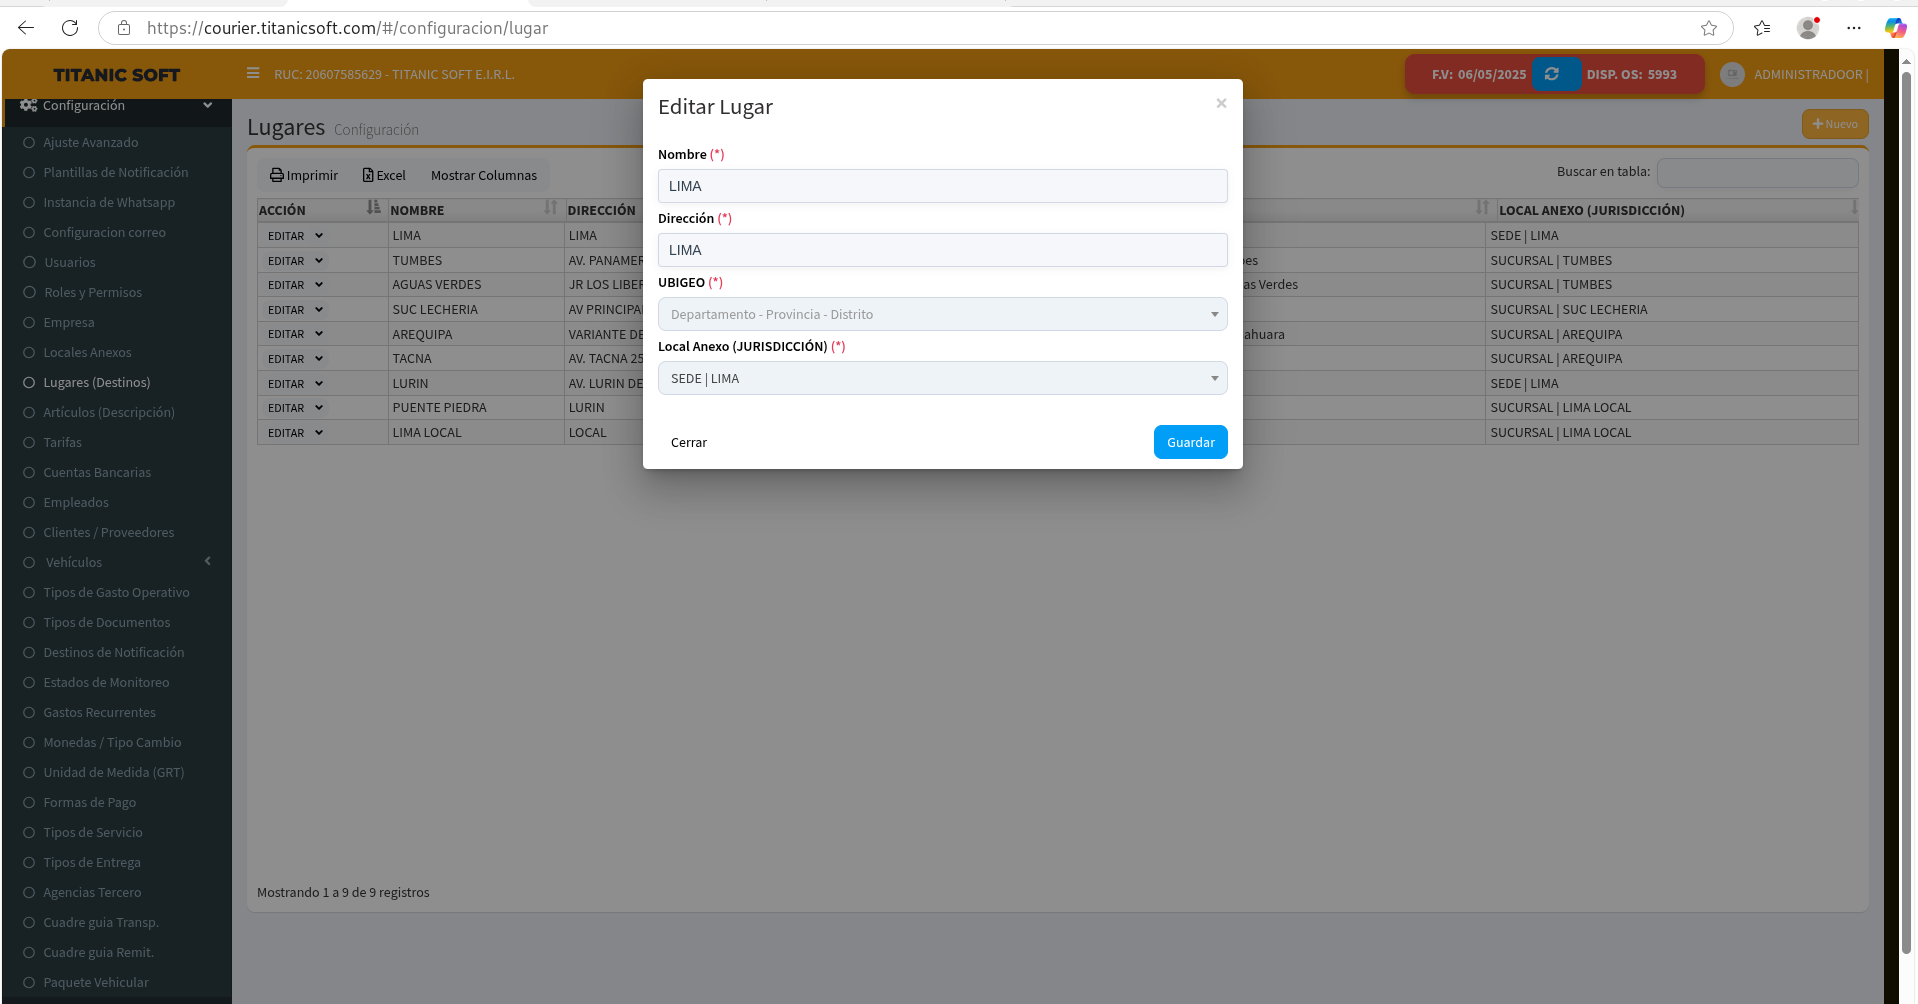 https://courier.titanicsoft.com/#/configuracion/lugar
TITANIC SOFT
RUC: 20607585629 - TITANIC SOFT E.I.R.L.
F.V: 06/05/2025
DISP. OS: 5993
ADMINISTRADOOR |
Configuración
Ajuste Avanzado
Plantillas de Notificación
Instancia de Whatsapp
Configuracion correo
Usuarios
Roles y Permisos
Empresa
Locales Anexos
Lugares (Destinos)
Artículos (Descripción)
Tarifas
Cuentas Bancarias
Empleados
Clientes / Proveedores
Vehículos
Tipos de Gasto Operativo
Tipos de Documentos
Destinos de Notificación
Estados de Monitoreo
Gastos Recurrentes
Monedas / Tipo Cambio
Unidad de Medida (GRT)
Formas de Pago
Tipos de Servicio
Tipos de Entrega
Agencias Tercero
Cuadre guia Transp.
Cuadre guia Remit.
Paquete Vehicular
Lugares Configuración
Nuevo
Imprimir Excel Mostrar Columnas
Buscar en tabla:
ACCIÓN NOMBRE DIRECCIÓN LOCAL ANEXO (JURISDICCIÓN)
EDITAR LIMA LIMA SEDE | LIMA
EDITAR TUMBES AV. PANAMER bes SUCURSAL | TUMBES
EDITAR AGUAS VERDES JR LOS LIBER as Verdes SUCURSAL | TUMBES
EDITAR SUC LECHERIA AV PRINCIPA SUCURSAL | SUC LECHERIA
EDITAR AREQUIPA VARIANTE DE ahuara SUCURSAL | AREQUIPA
EDITAR TACNA AV. TACNA 25 SUCURSAL | AREQUIPA
EDITAR LURIN AV. LURIN DE SEDE | LIMA
EDITAR PUENTE PIEDRA LURIN SUCURSAL | LIMA LOCAL
EDITAR LIMA LOCAL LOCAL SUCURSAL | LIMA LOCAL
Mostrando 1 a 9 de 9 registros
Editar Lugar
×
Nombre (*)
LIMA
Dirección (*)
LIMA
UBIGEO (*)
Departamento - Provincia - Distrito
Local Anexo (JURISDICCIÓN) (*)
SEDE | LIMA
Cerrar
Guardar